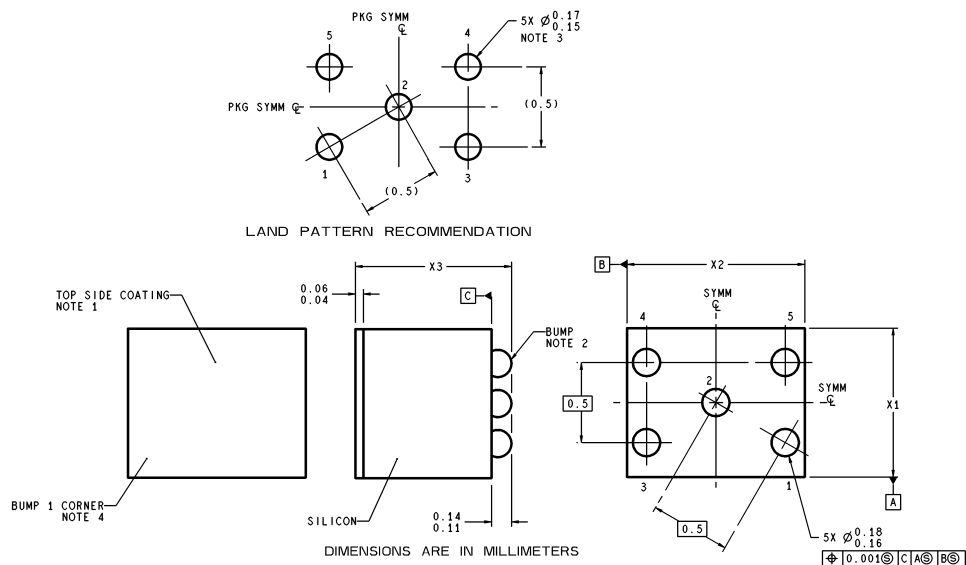 PKG SYMM
℄
5X ⌀0.17
0.15
NOTE 3
5
4
2
PKG SYMM ℄
(0.5)
1
3
(0.5)
LAND PATTERN RECOMMENDATION
X3
B
X2
0.06
0.04
C
SYMM
℄
TOP SIDE COATING
NOTE 1
BUMP
NOTE 2
4
5
2
SYMM
℄
0.5
X1
BUMP 1 CORNER
NOTE 4
SILICON
0.14
0.11
3
1
A
0.5
5X ⌀0.18
0.16
⌖ 0.001Ⓢ C AⓈ BⓈ
DIMENSIONS ARE IN MILLIMETERS